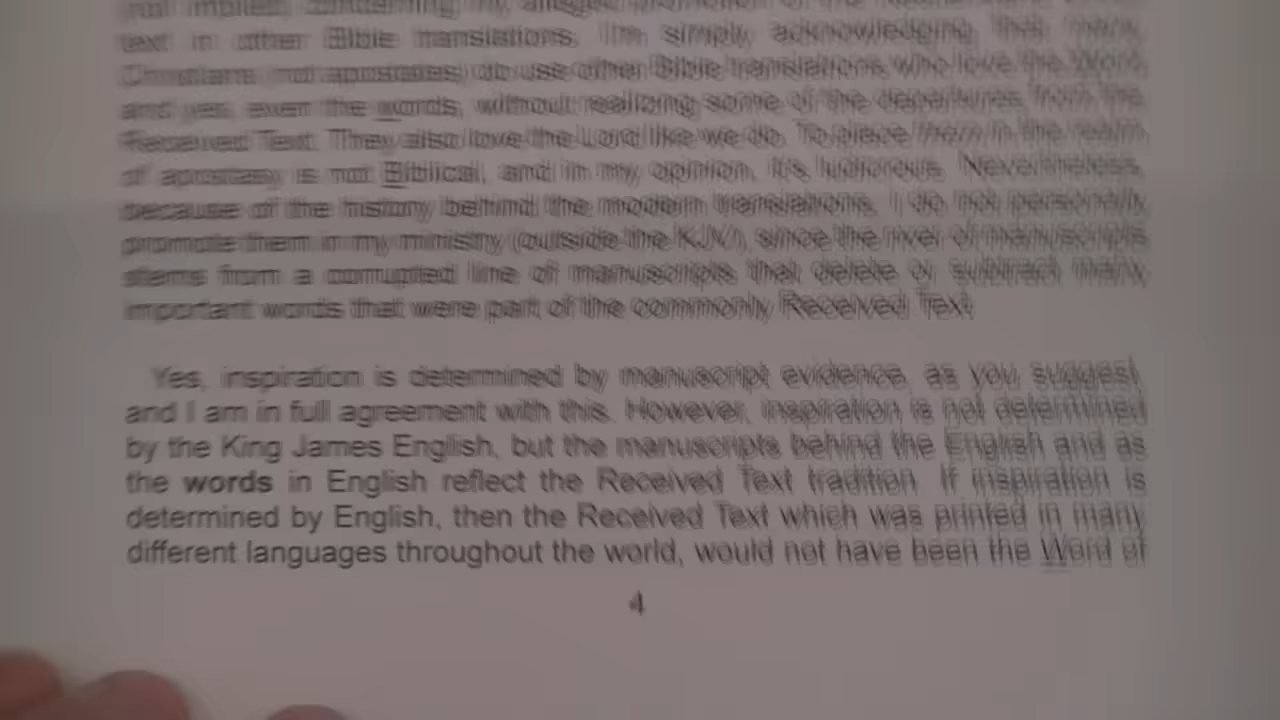 not implied, concerning my alleged promotion of the
text in other Bible translations. I'm simply acknowledging that many
Christians (not apostates) do use other Bible translations who love the Word,
and yes, even the words, without realizing some of the departures from the
Received Text. They also love the Lord like we do. To place them in the realm
of apostasy is not Biblical, and in my opinion, it's ludicrous. Nevertheless,
because of the history behind the modern translations, I do not personally
promote them in my ministry (outside the KJV), since the river of manuscripts
stems from a corrupted line of manuscripts that delete or subtract many
important words that were part of the commonly Received Text.
Yes, inspiration is determined by manuscript evidence, as you suggest,
and I am in full agreement with this. However, inspiration is not determined
by the King James English, but the manuscripts behind the English and as
the words in English reflect the Received Text tradition. If inspiration is
determined by English, then the Received Text which was printed in many
different languages throughout the world, would not have been the Word of
4